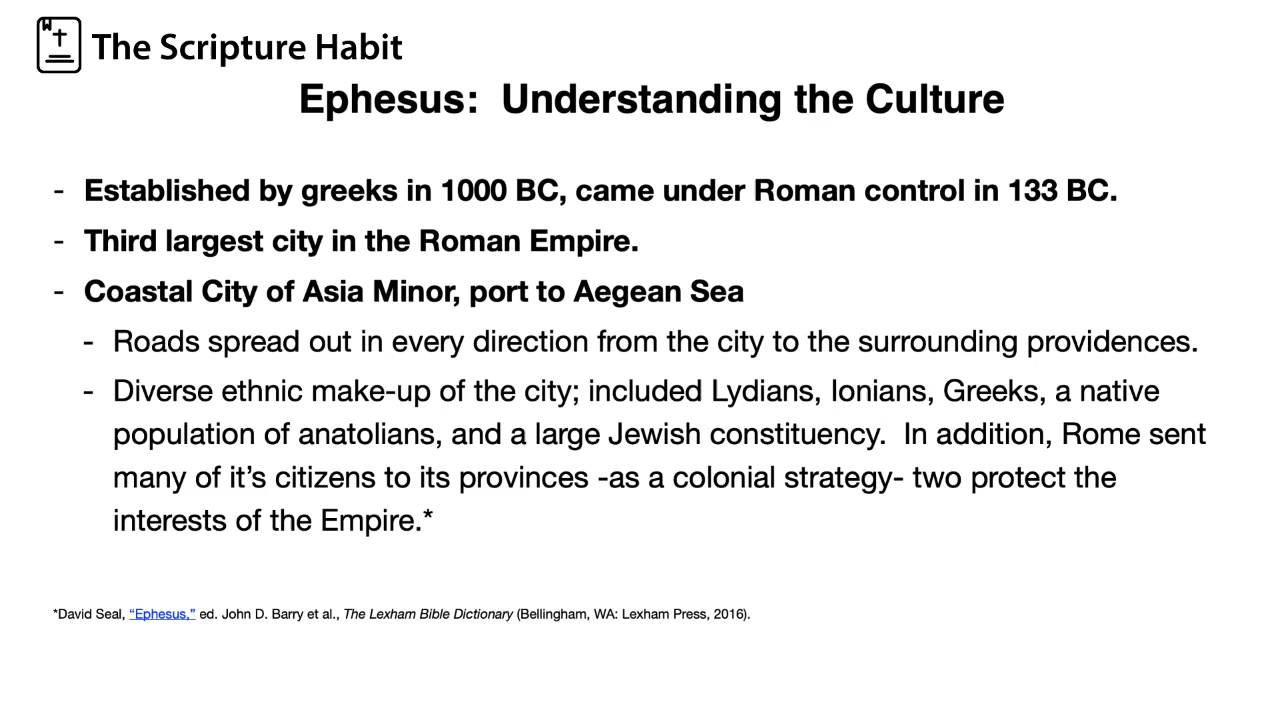 The Scripture Habit
Ephesus:  Understanding the Culture
- Established by greeks in 1000 BC, came under Roman control in 133 BC.
- Third largest city in the Roman Empire.
- Coastal City of Asia Minor, port to Aegean Sea
- Roads spread out in every direction from the city to the surrounding providences.
- Diverse ethnic make-up of the city; included Lydians, Ionians, Greeks, a native
population of anatolians, and a large Jewish constituency.  In addition, Rome sent
many of it’s citizens to its provinces -as a colonial strategy- two protect the
interests of the Empire.*
*David Seal, “Ephesus,” ed. John D. Barry et al., The Lexham Bible Dictionary (Bellingham, WA: Lexham Press, 2016).